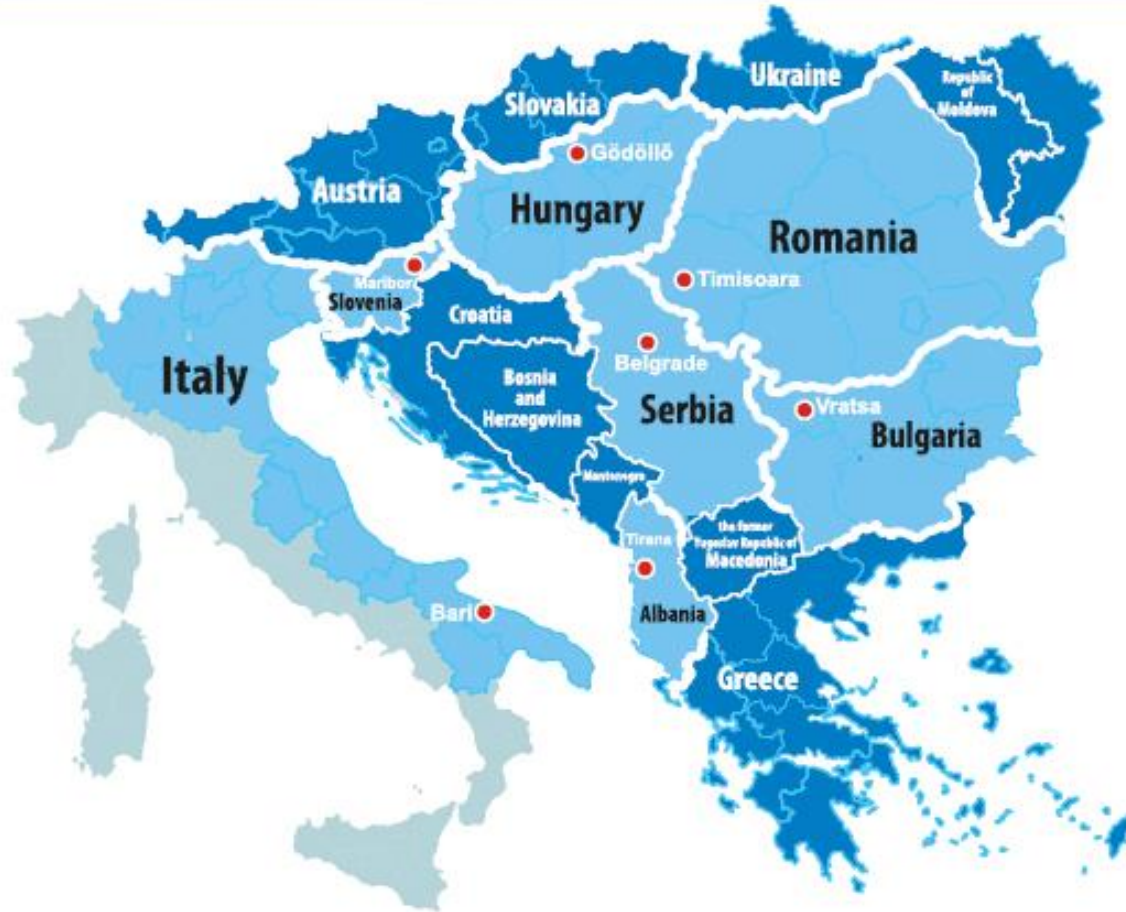 Ukraine
Republic
of
Moldova
Slovakia
Gödöllő
Austria
Hungary
Romania
Maribor
Timisoara
Slovenia
Croatia
Belgrade
Italy
Bosnia
and
Herzegovina
Serbia
Vratsa
Bulgaria
Montenegro
the former
Yugoslav Republic of
Macedonia
Tirana
Bari
Albania
Greece